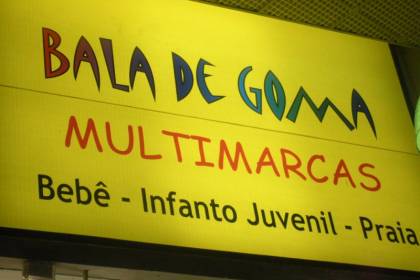 BALA DE GOMA
MULTIMARCAS
Bebê - Infanto Juvenil - Praia